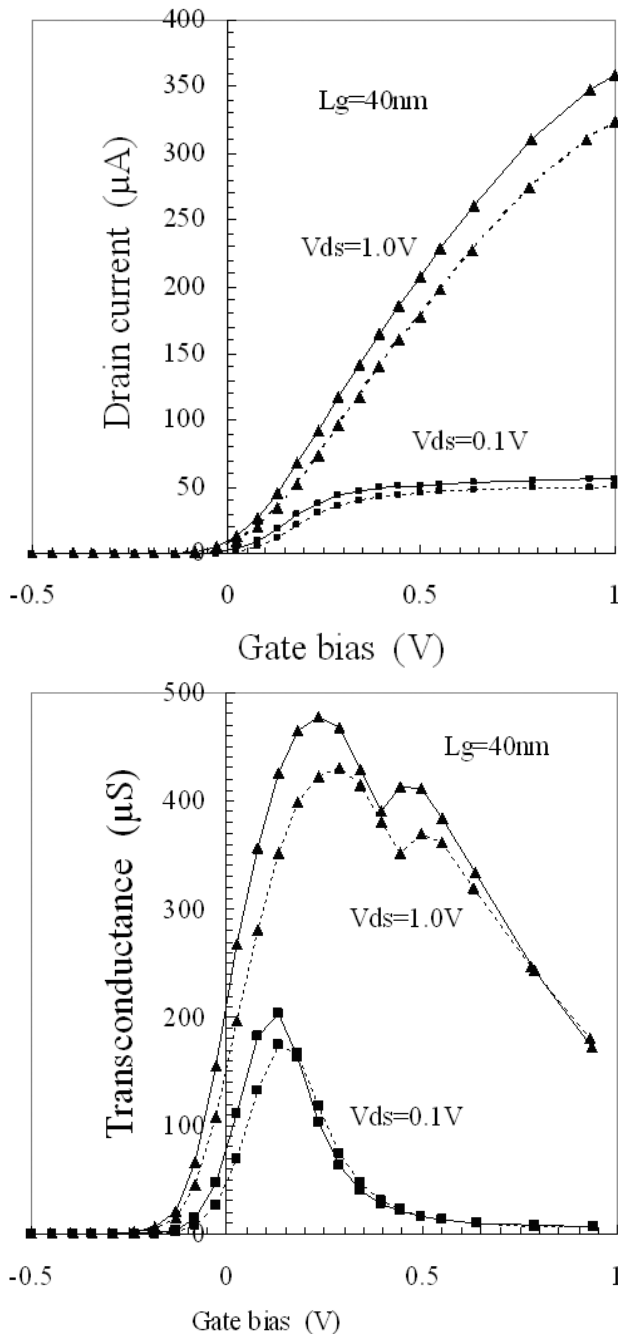 400
350
300
250
200
150
100
50
0
Drain current (μA)
Lg=40nm
Vds=1.0V
Vds=0.1V
-0.5
0
0.5
1
Gate bias (V)
500
400
300
200
100
0
Transconductance (μS)
Lg=40nm
Vds=1.0V
Vds=0.1V
-0.5
0
0.5
1
Gate bias (V)